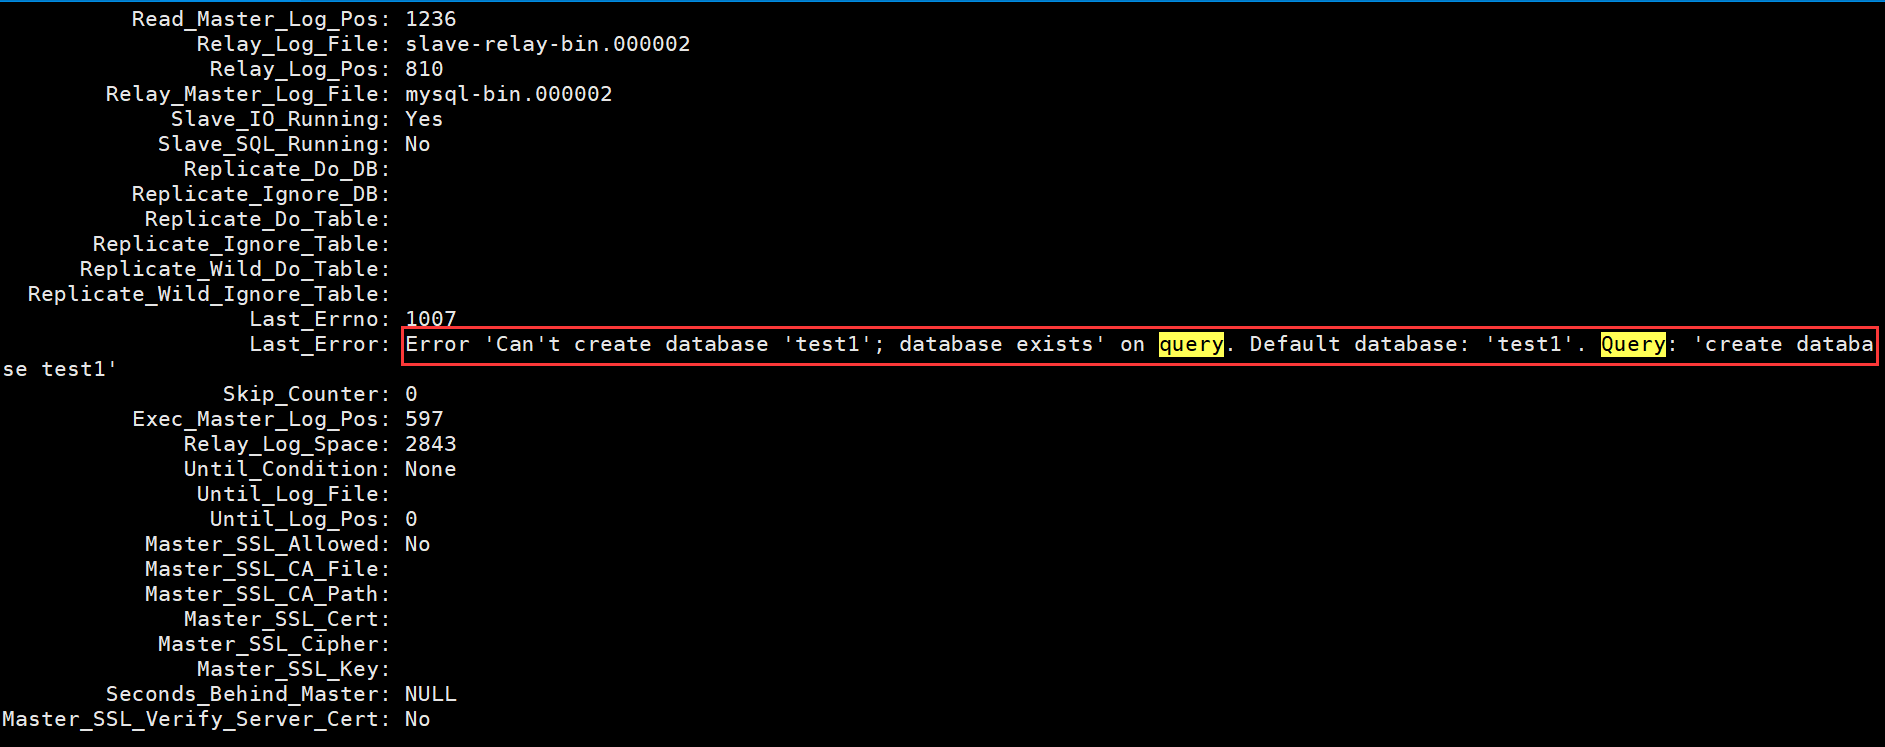 Read_Master_Log_Pos: 1236
Relay_Log_File: slave-relay-bin.000002
Relay_Log_Pos: 810
Relay_Master_Log_File: mysql-bin.000002
Slave_IO_Running: Yes
Slave_SQL_Running: No
Replicate_Do_DB:
Replicate_Ignore_DB:
Replicate_Do_Table:
Replicate_Ignore_Table:
Replicate_Wild_Do_Table:
Replicate_Wild_Ignore_Table:
Last_Errno: 1007
Last_Error: Error 'Can't create database 'test1'; database exists' on query. Default database: 'test1'. Query: 'create databa
se test1'
Skip_Counter: 0
Exec_Master_Log_Pos: 597
Relay_Log_Space: 2843
Until_Condition: None
Until_Log_File:
Until_Log_Pos: 0
Master_SSL_Allowed: No
Master_SSL_CA_File:
Master_SSL_CA_Path:
Master_SSL_Cert:
Master_SSL_Cipher:
Master_SSL_Key:
Seconds_Behind_Master: NULL
Master_SSL_Verify_Server_Cert: No